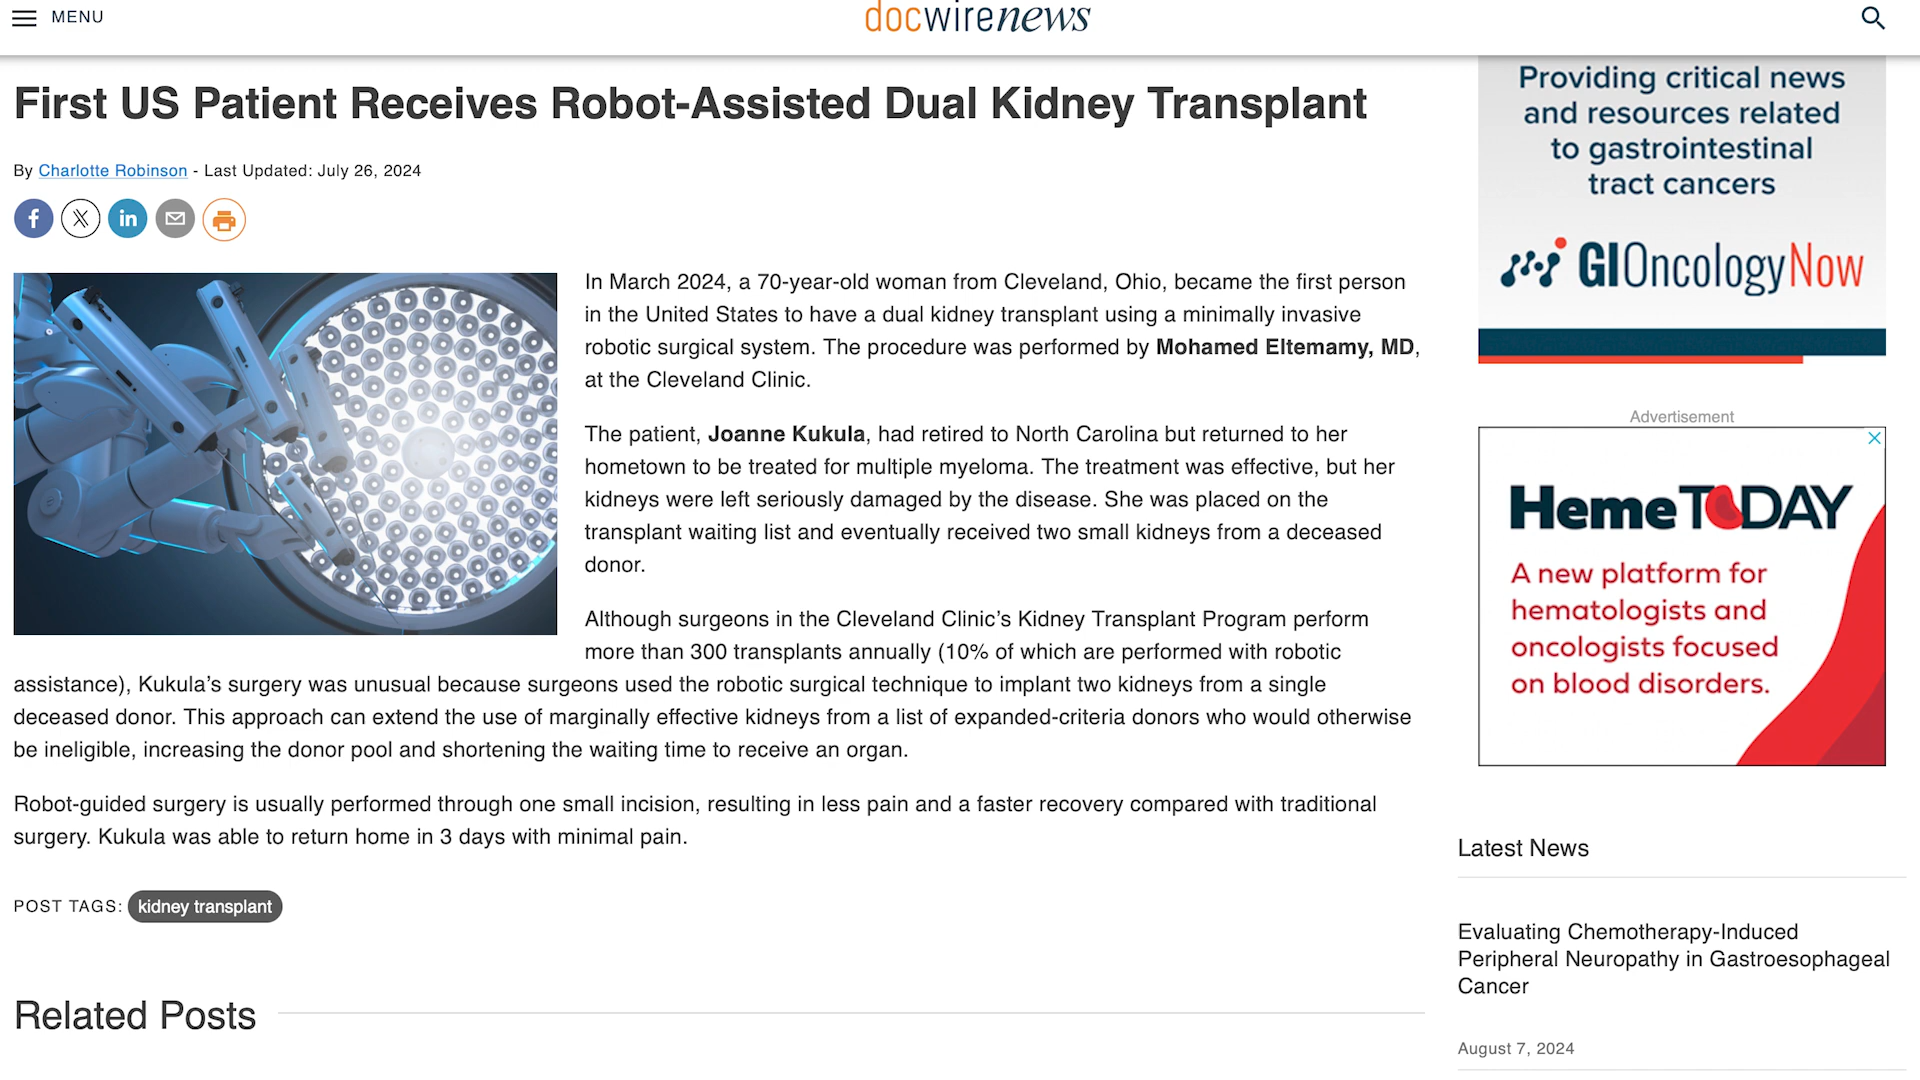 MENU
docwirenews
First US Patient Receives Robot-Assisted Dual Kidney Transplant
By Charlotte Robinson - Last Updated: July 26, 2024
f X in
In March 2024, a 70-year-old woman from Cleveland, Ohio, became the first person
in the United States to have a dual kidney transplant using a minimally invasive
robotic surgical system. The procedure was performed by Mohamed Eltemamy, MD,
at the Cleveland Clinic.
The patient, Joanne Kukula, had retired to North Carolina but returned to her
hometown to be treated for multiple myeloma. The treatment was effective, but her
kidneys were left seriously damaged by the disease. She was placed on the
transplant waiting list and eventually received two small kidneys from a deceased
donor.
Although surgeons in the Cleveland Clinic’s Kidney Transplant Program perform
more than 300 transplants annually (10% of which are performed with robotic
assistance), Kukula’s surgery was unusual because surgeons used the robotic surgical technique to implant two kidneys from a single
deceased donor. This approach can extend the use of marginally effective kidneys from a list of expanded-criteria donors who would otherwise
be ineligible, increasing the donor pool and shortening the waiting time to receive an organ.
Robot-guided surgery is usually performed through one small incision, resulting in less pain and a faster recovery compared with traditional
surgery. Kukula was able to return home in 3 days with minimal pain.
POST TAGS: kidney transplant
Related Posts
Providing critical news
and resources related
to gastrointestinal
tract cancers
GIOncologyNow
Advertisement
HemeTODAY
A new platform for
hematologists and
oncologists focused
on blood disorders.
Latest News
Evaluating Chemotherapy-Induced
Peripheral Neuropathy in Gastroesophageal
Cancer
August 7, 2024